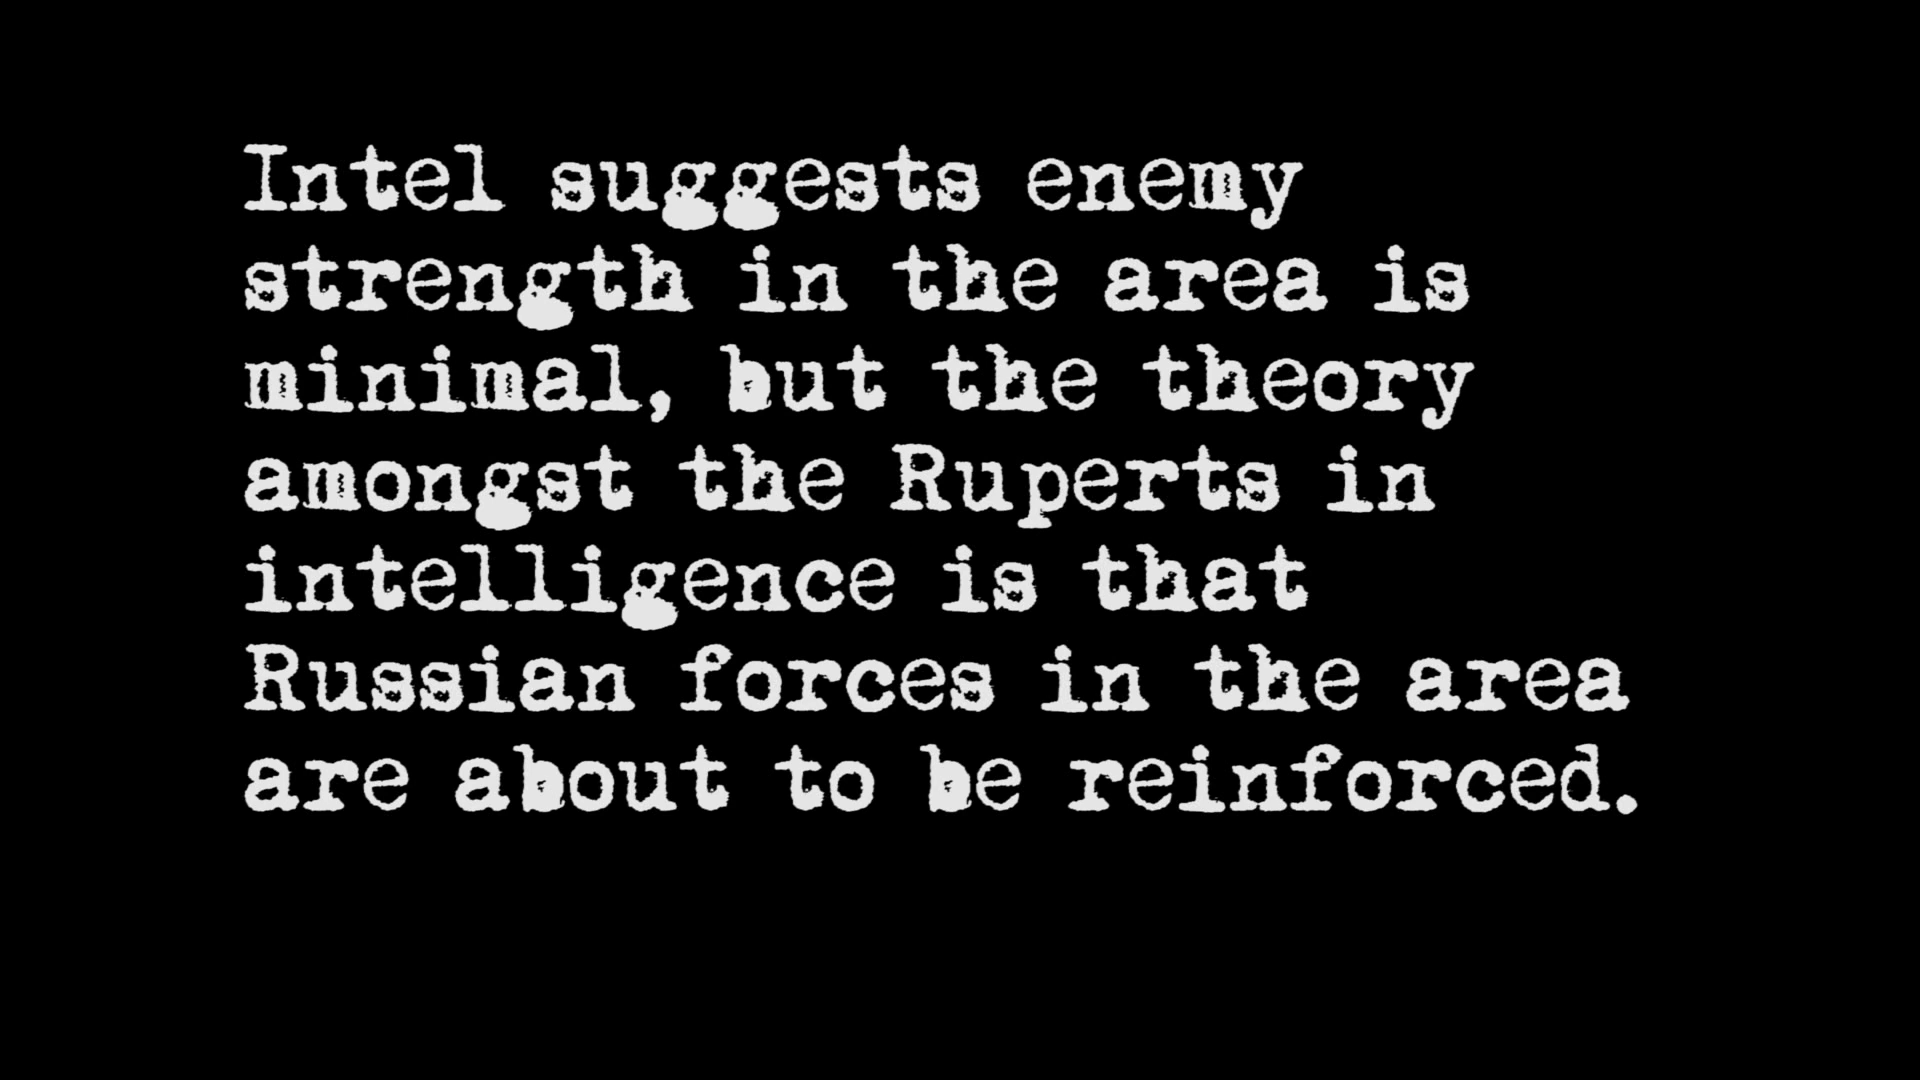 Intel suggests enemy
strength in the area is
minimal, but the theory
amongst the Ruperts in
intelligence is that
Russian forces in the area
are about to be reinforced.